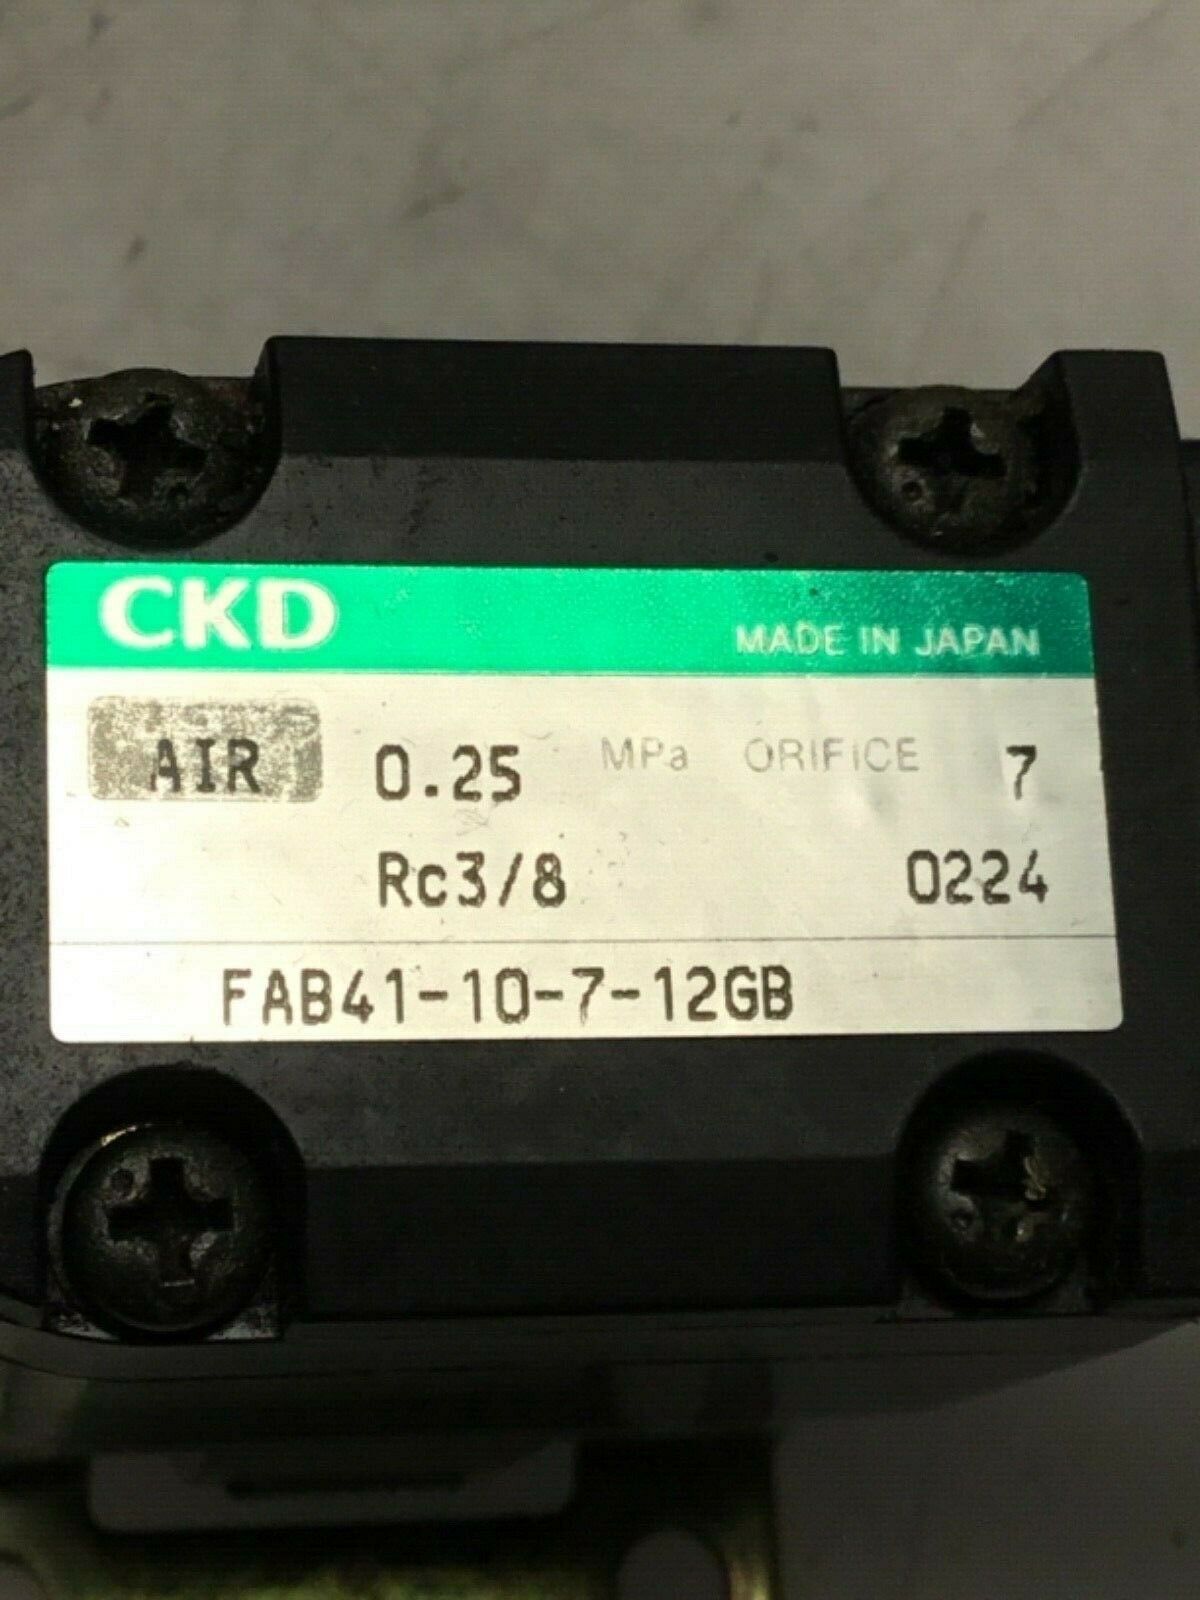 CKD MADE IN JAPAN
AIR 0.25 MPa ORIFICE 7
Rc3/8 0224
FAB41-10-7-12GB